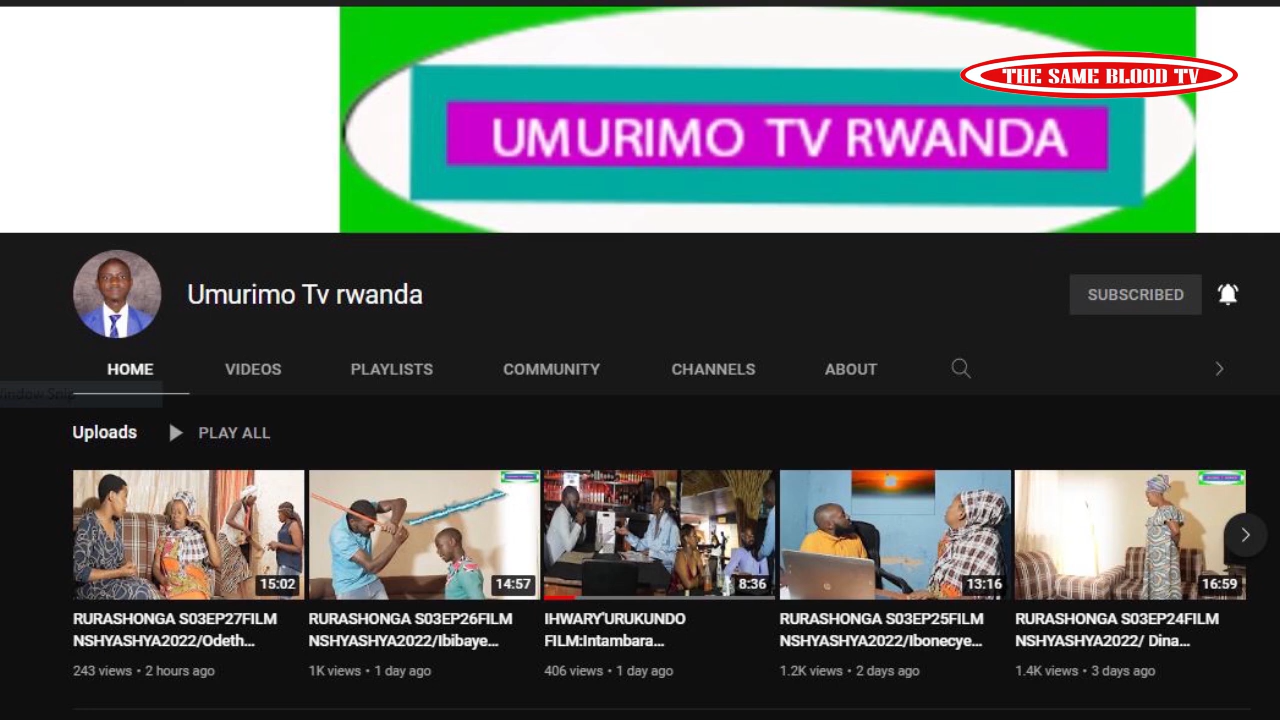 THE SAME BLOOD TV
UMURIMO TV RWANDA
Umurimo Tv rwanda
SUBSCRIBED
HOME VIDEOS PLAYLISTS COMMUNITY CHANNELS ABOUT
Window Snip
Uploads PLAY ALL
15:02
14:57
8:36
13:16
16:59
RURASHONGA S03EP27FILM
NSHYASHYA2022/Odeth...
243 views • 2 hours ago
RURASHONGA S03EP26FILM
NSHYASHYA2022/Ibibaye...
1K views • 1 day ago
IHWARY'URUKUNDO
FILM:Intambara...
406 views • 1 day ago
RURASHONGA S03EP25FILM
NSHYASHYA2022/Ibonecye...
1.2K views • 2 days ago
RURASHONGA S03EP24FILM
NSHYASHYA2022/ Dina...
1.4K views • 3 days ago